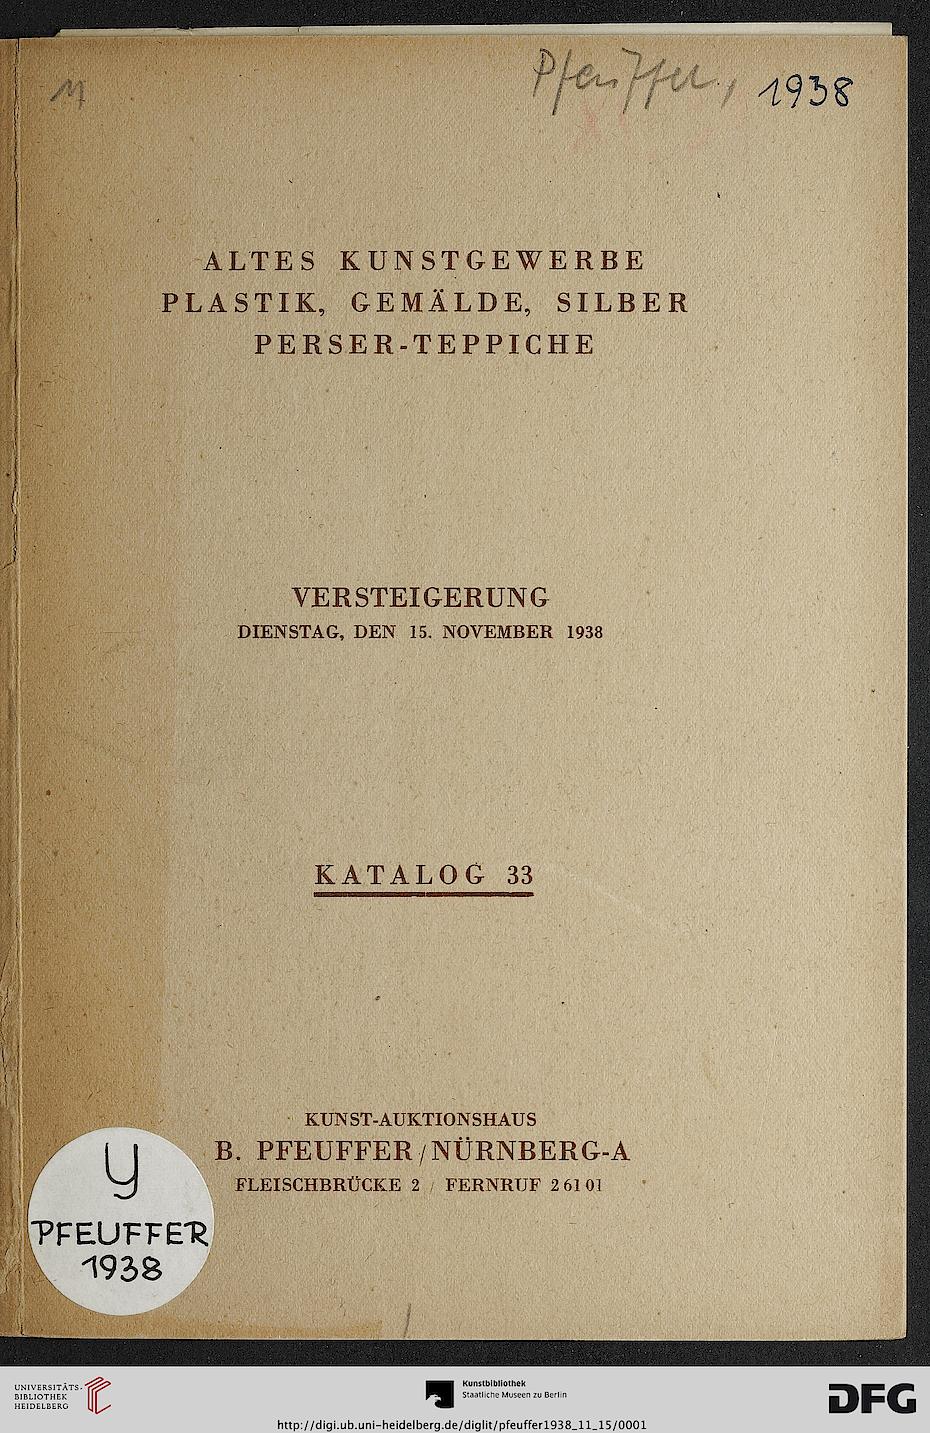 1938
ALTES KUNSTGEWERBE
PLASTIK, GEMÄLDE, SILBER
PERSER-TEPPICHE
VERSTEIGERUNG
DIENSTAG, DEN 15. NOVEMBER 1938
KATALOG 33
KUNST-AUKTIONSHAUS
B. PFEUFFER / NÜRNBERG-A
FLEISCHBRÜCKE 2 / FERNRUF 26101
y
PFEUFFER
1938
UNIVERSITÄTS-
BIBLIOTHEK
HEIDELBERG
Kunstbibliothek
Staatliche Museen zu Berlin
DFG
http://digi.ub.uni-heidelberg.de/diglit/pfeuffer1938_11_15/0001